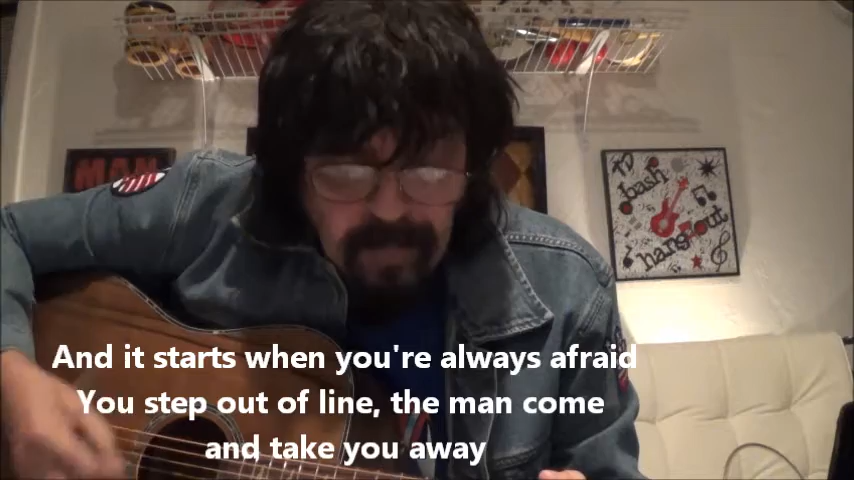 MAN
TD
bash
hangout
And it starts when you're always afraid
You step out of line, the man come
and take you away